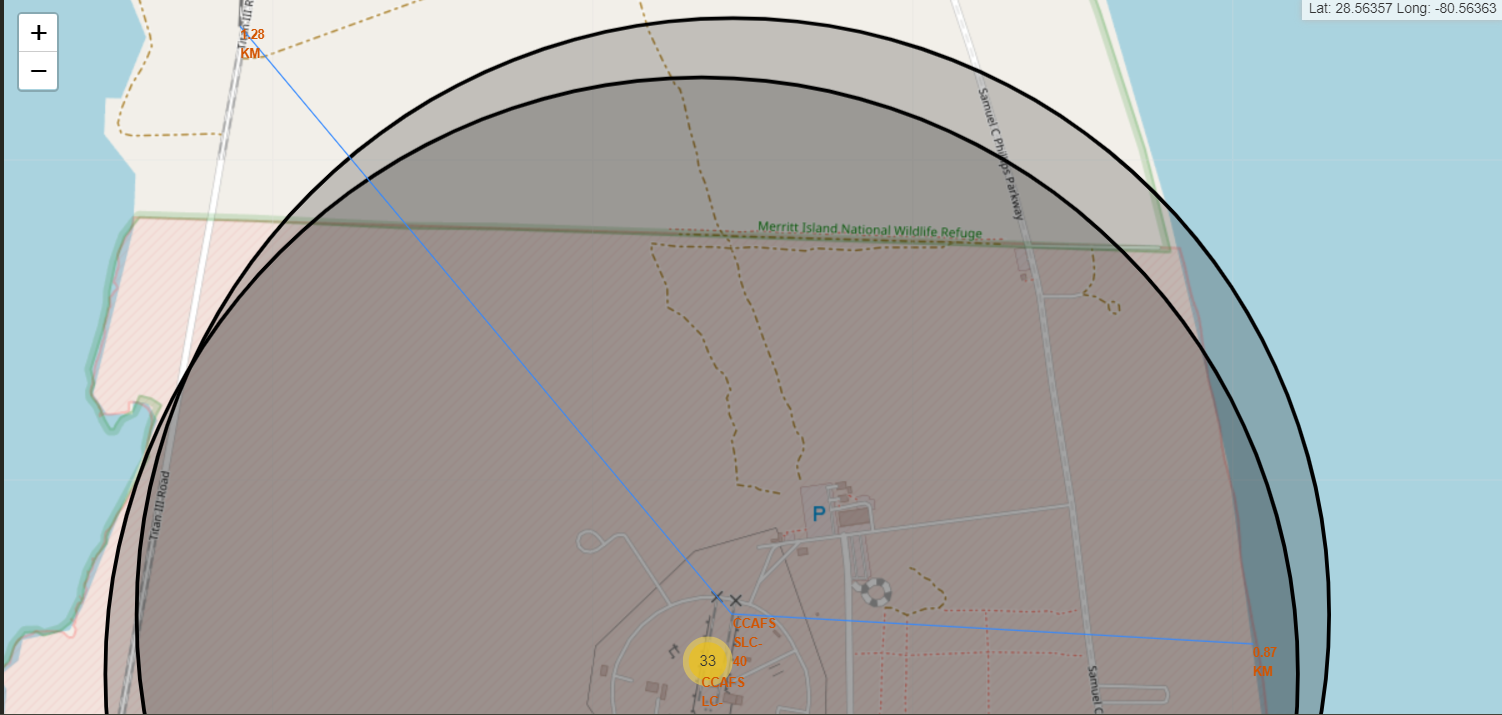 +
−
Lat: 28.56357 Long: -80.56363
Titan III R
1.28
KM
Samuel C Phillips Parkway
Merritt Island National Wildlife Refuge
Titan III Road
P
CCAFS
SLC-
40
33
CCAFS
LC-
0.87
KM
Samuel C